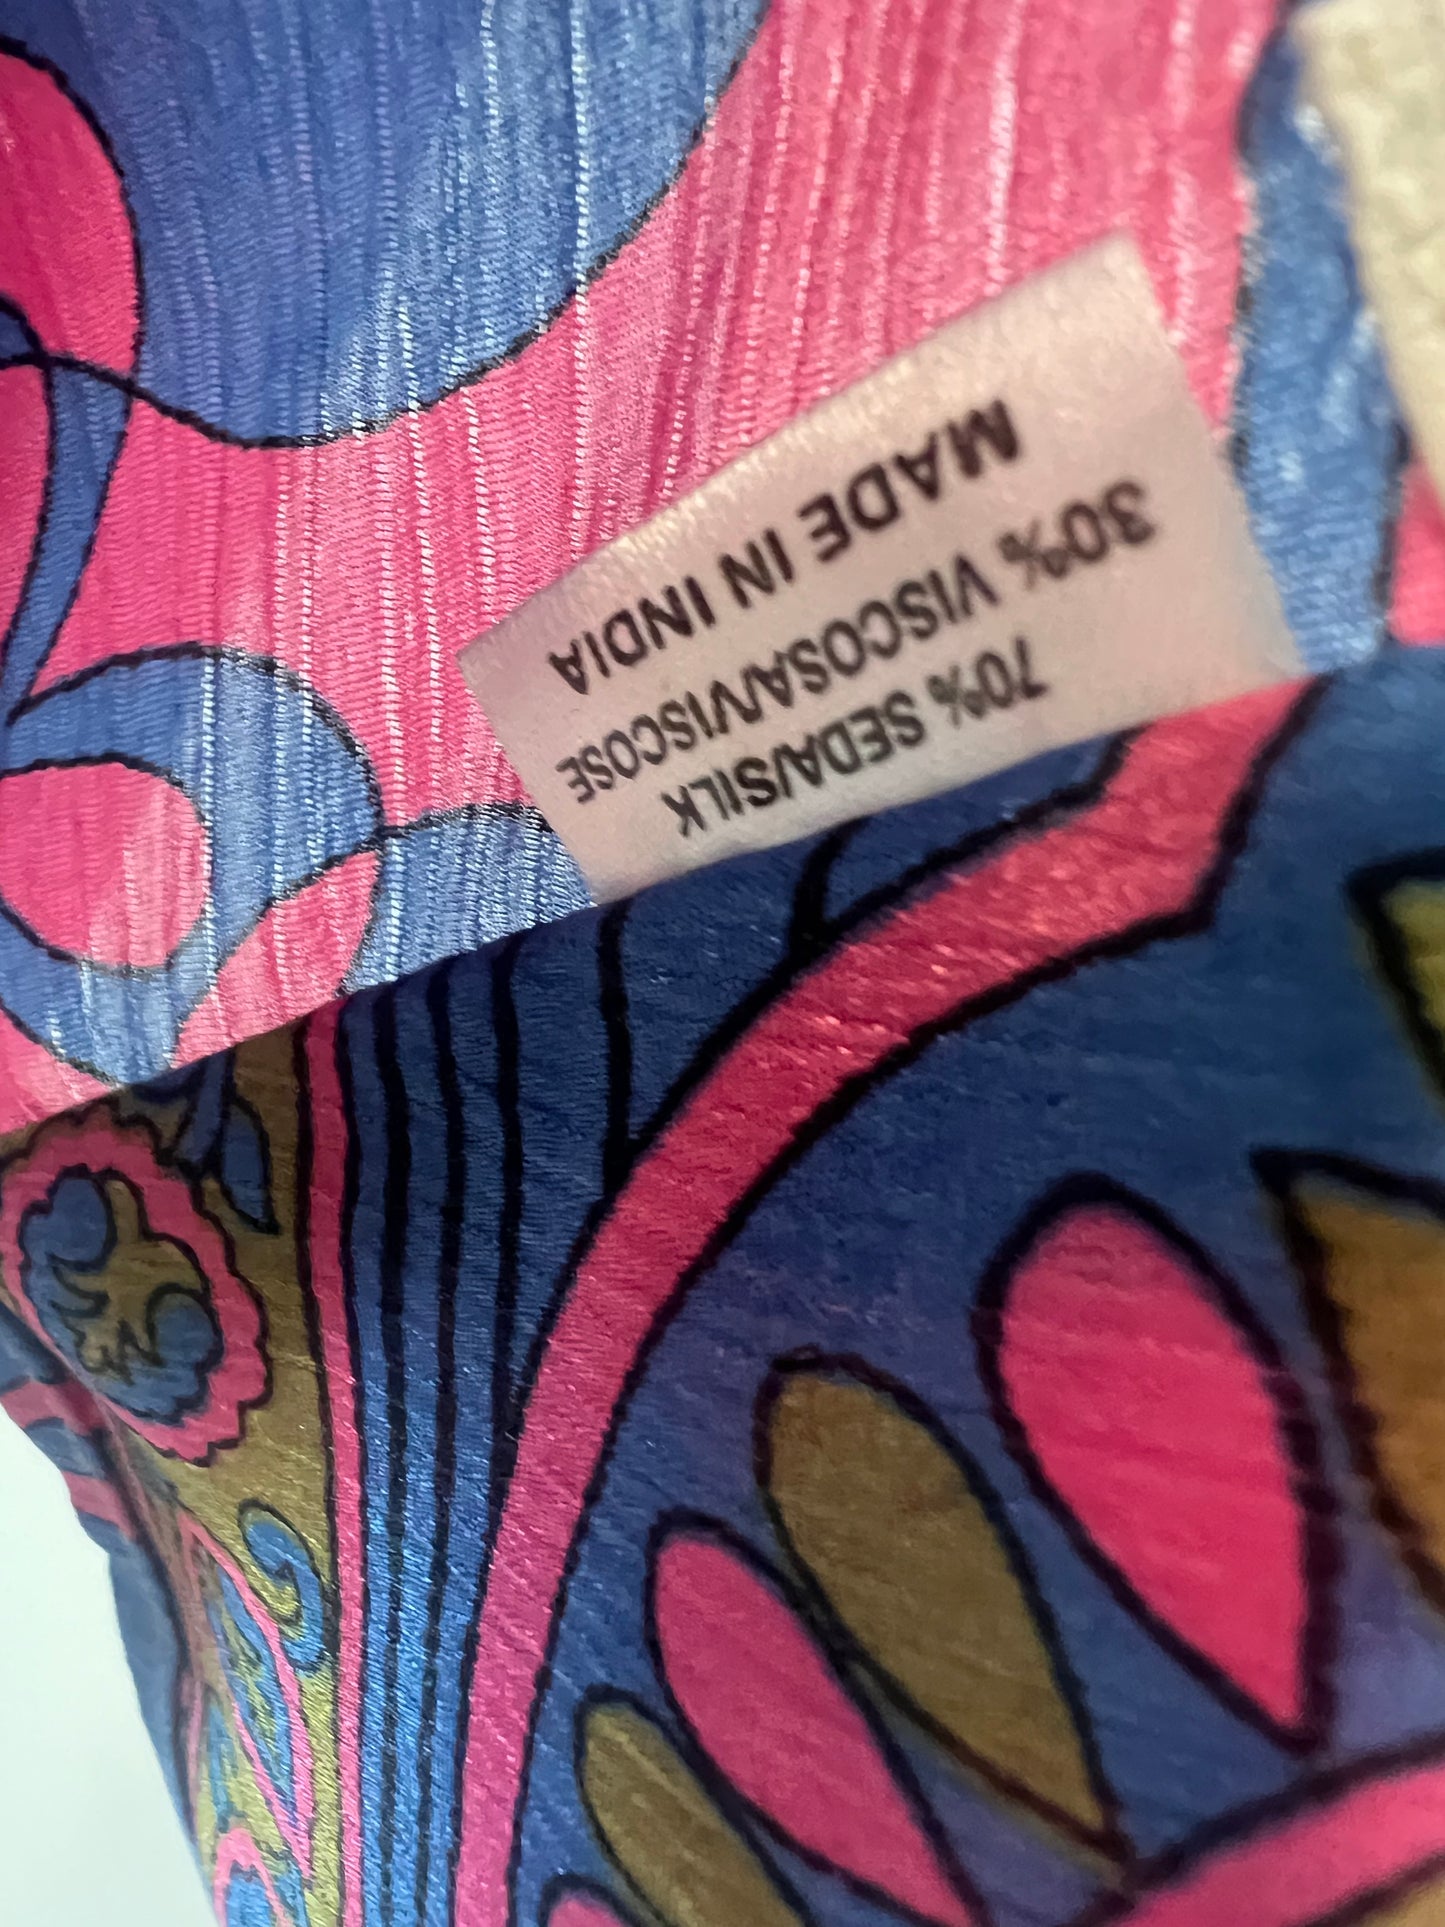 70% SEDA/SILK
30% VISCOSA/VISCOSE
MADE IN INDIA